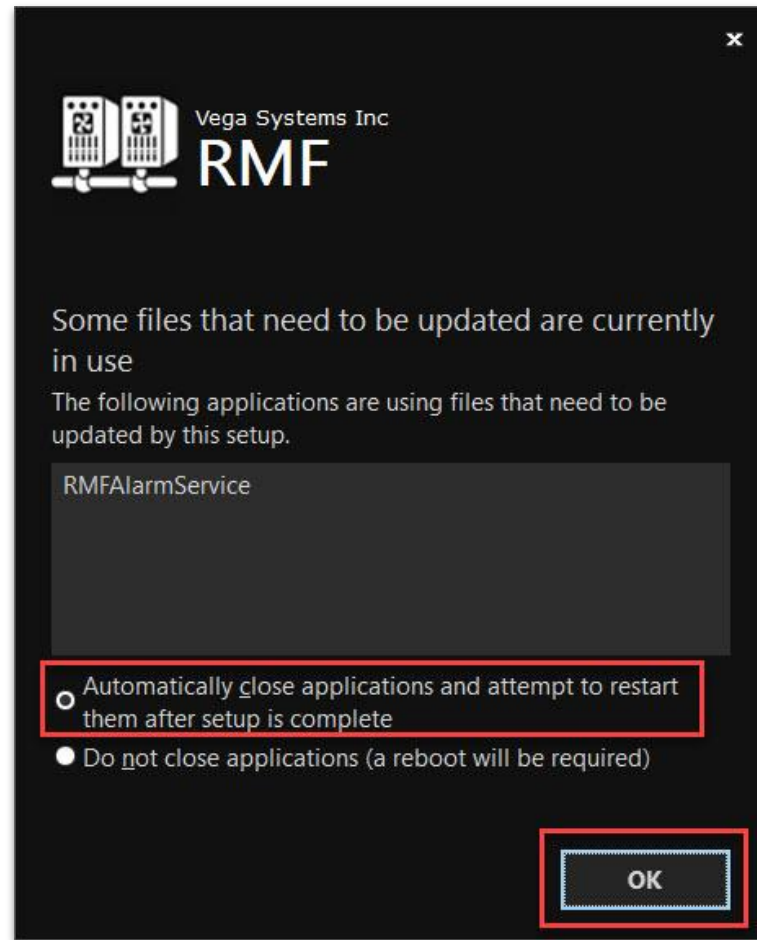 Vega Systems Inc
RMF
Some files that need to be updated are currently
in use
The following applications are using files that need to be
updated by this setup.
RMFAlarmService
Automatically close applications and attempt to restart
them after setup is complete
Do not close applications (a reboot will be required)
OK